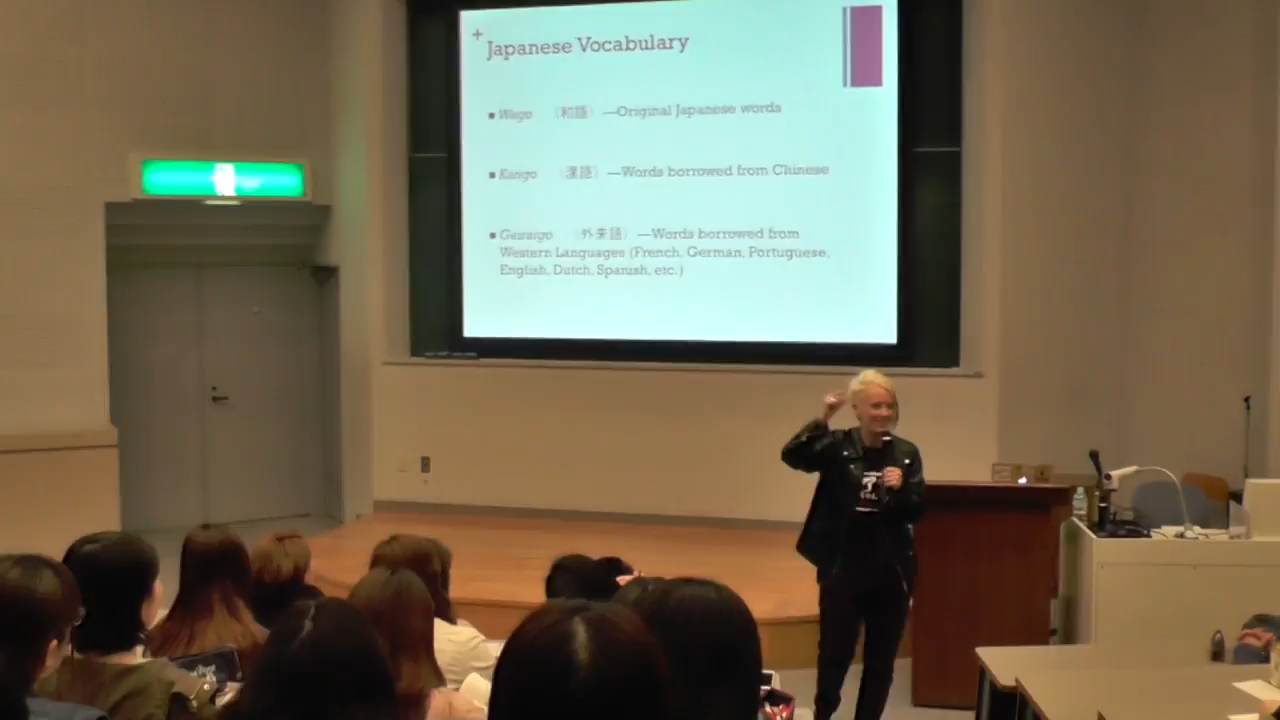 +
Japanese Vocabulary
■ Wago （和語）—Original Japanese words
■ Kango （漢語）—Words borrowed from Chinese
■ Gairaigo （外来語）—Words borrowed from
Western Languages (French, German, Portuguese,
English, Dutch, Spanish, etc.)